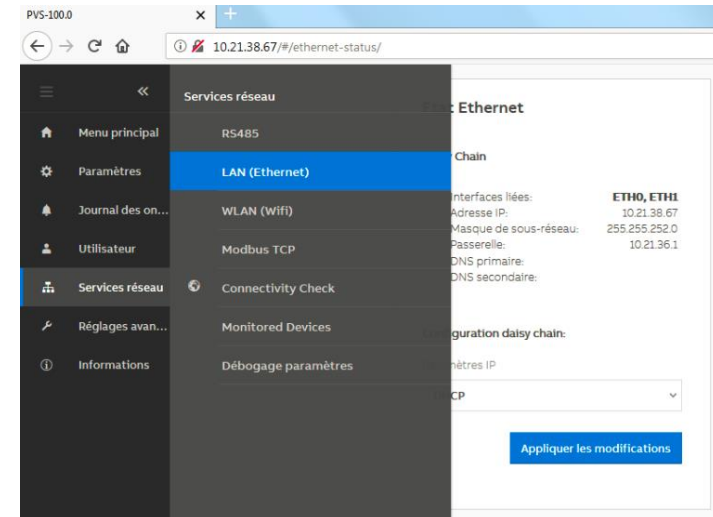 PVS-100.0
10.21.38.67/#/ethernet-status/
Menu principal
Paramètres
Journal des on...
Utilisateur
Services réseau
Réglages avan...
Informations
Services réseau
RS485
LAN (Ethernet)
WLAN (Wifi)
Modbus TCP
Connectivity Check
Monitored Devices
Débogage paramètres
Ethernet
Chain
Interfaces liées: ETH0, ETH1
Adresse IP: 10.21.38.67
Masque de sous-réseau: 255.255.252.0
Passerelle: 10.21.36.1
DNS primaire:
DNS secondaire:
guration daisy chain:
mètres IP
CP
Appliquer les modifications